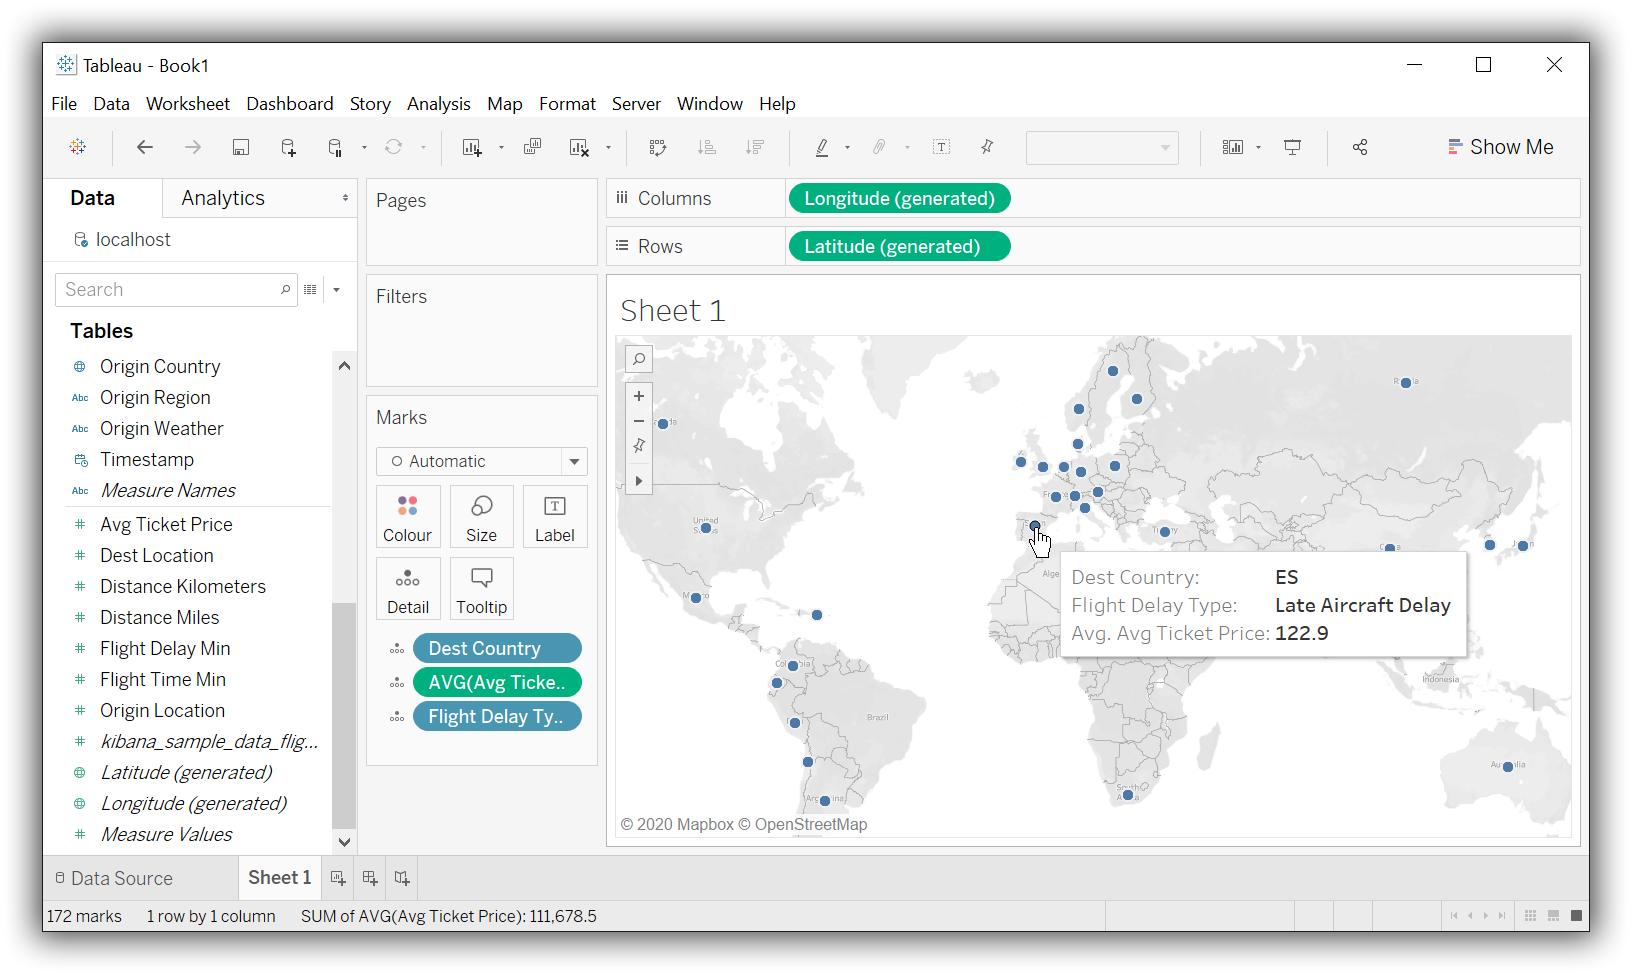 Tableau - Book1
File Data Worksheet Dashboard Story Analysis Map Format Server Window Help
Show Me
Data Analytics
localhost
Search
Tables
Origin Country
Abc Origin Region
Abc Origin Weather
Timestamp
Abc Measure Names
# Avg Ticket Price
# Dest Location
# Distance Kilometers
# Distance Miles
# Flight Delay Min
# Flight Time Min
# Origin Location
# kibana_sample_data_flig...
Latitude (generated)
Longitude (generated)
# Measure Values
Pages
Filters
Marks
Automatic
Colour Size Label
Detail Tooltip
Dest Country
AVG(Avg Ticke..
Flight Delay Ty..
Columns Longitude (generated)
Rows Latitude (generated)
Sheet 1
United
Brazil
Indonesia
Dest Country: ES
Flight Delay Type: Late Aircraft Delay
Avg. Avg Ticket Price: 122.9
© 2020 Mapbox © OpenStreetMap
Data Source Sheet 1
172 marks 1 row by 1 column SUM of AVG(Avg Ticket Price): 111,678.5